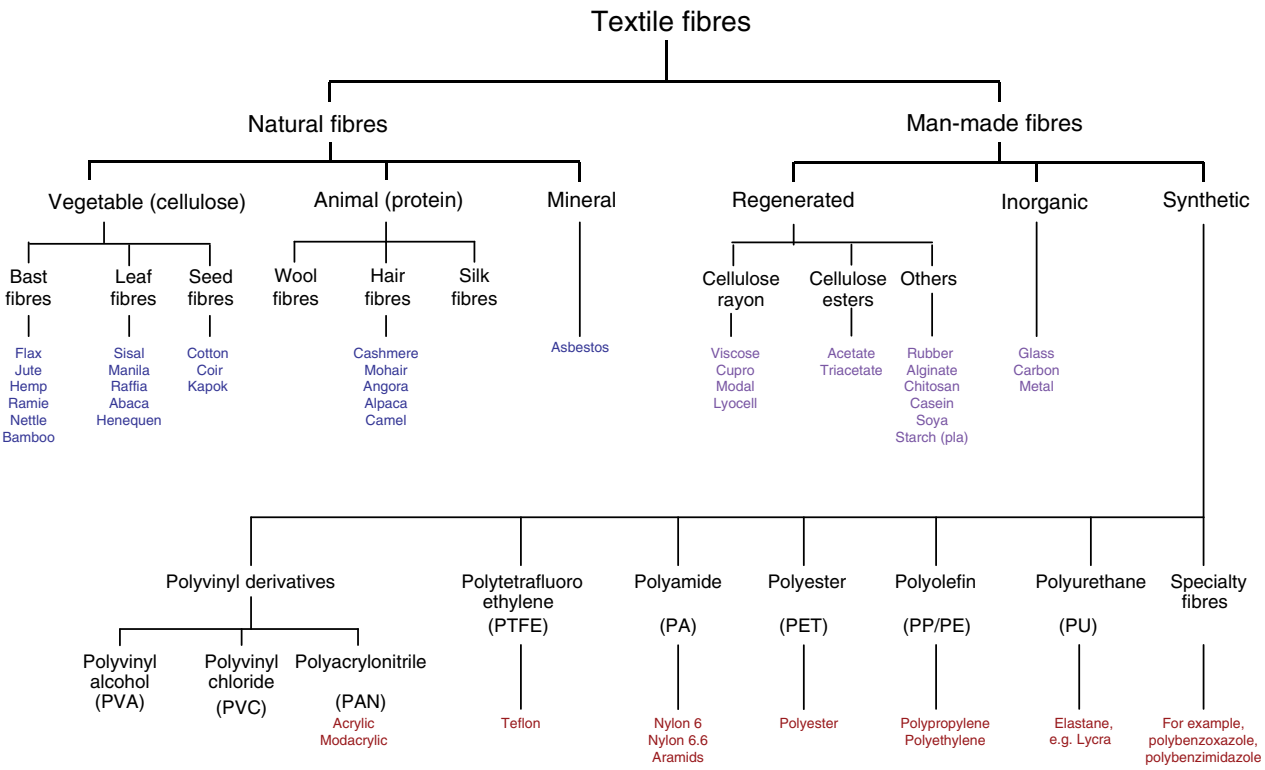 Textile fibres
Natural fibres
Man-made fibres
Vegetable (cellulose)
Animal (protein)
Mineral
Regenerated
Inorganic
Synthetic
Bast
fibres
Leaf
fibres
Seed
fibres
Wool
fibres
Hair
fibres
Silk
fibres
Cellulose
rayon
Cellulose
esters
Others
Flax
Jute
Hemp
Ramie
Nettle
Bamboo
Sisal
Manila
Raffia
Abaca
Henequen
Cotton
Coir
Kapok
Cashmere
Mohair
Angora
Alpaca
Camel
Asbestos
Viscose
Cupro
Modal
Lyocell
Acetate
Triacetate
Rubber
Alginate
Chitosan
Casein
Soya
Starch (pla)
Glass
Carbon
Metal
Polyvinyl derivatives
Polytetrafluoro
ethylene
(PTFE)
Polyamide
(PA)
Polyester
(PET)
Polyolefin
(PP/PE)
Polyurethane
(PU)
Specialty
fibres
Polyvinyl
alcohol
(PVA)
Polyvinyl
chloride
(PVC)
Polyacrylonitrile
(PAN)
Acrylic
Modacrylic
Teflon
Nylon 6
Nylon 6.6
Aramids
Polyester
Polypropylene
Polyethylene
Elastane,
e.g. Lycra
For example,
polybenzoxazole,
polybenzimidazole